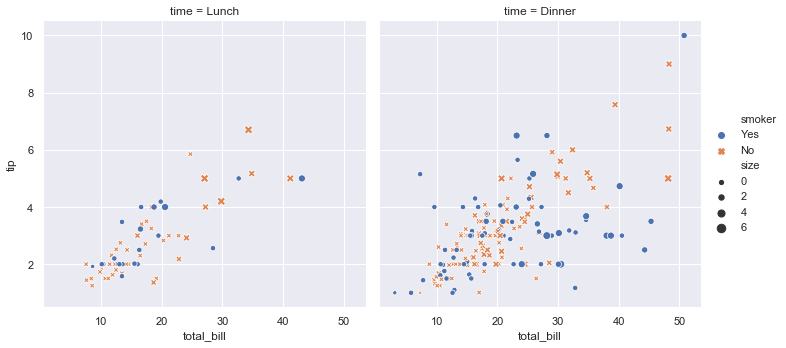 time = Lunch
time = Dinner
10
8
6
4
2
tip
10
20
30
40
50
total_bill
10
20
30
40
50
total_bill
smoker
Yes
No
size
0
2
4
6